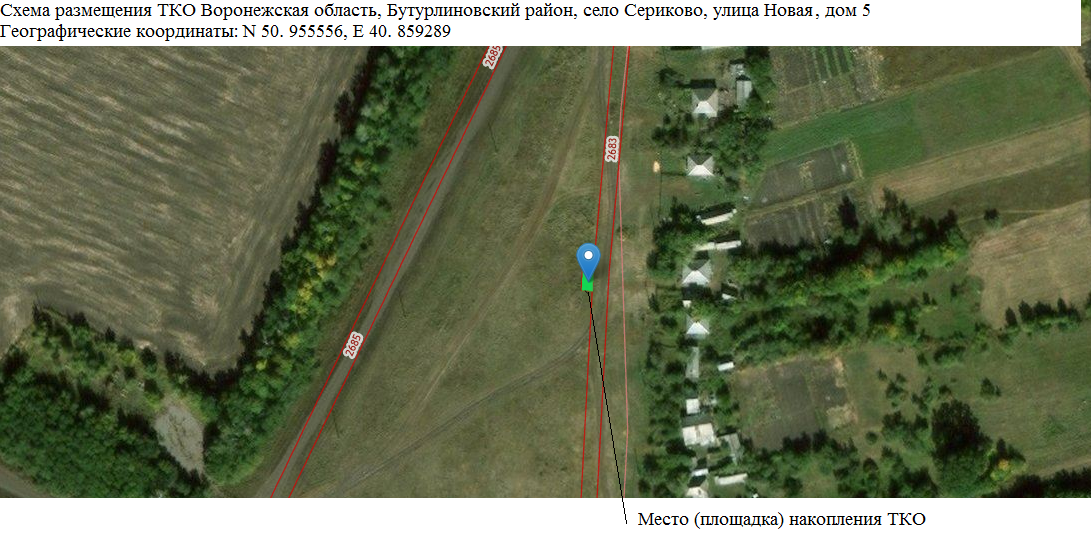 Схема размещения ТКО Воронежская область, Бутурлиновский район, село Сериково, улица Новая, дом 5
Географические координаты: N 50. 955556, E 40. 859289
2685
2683
2685
Место (площадка) накопления ТКО